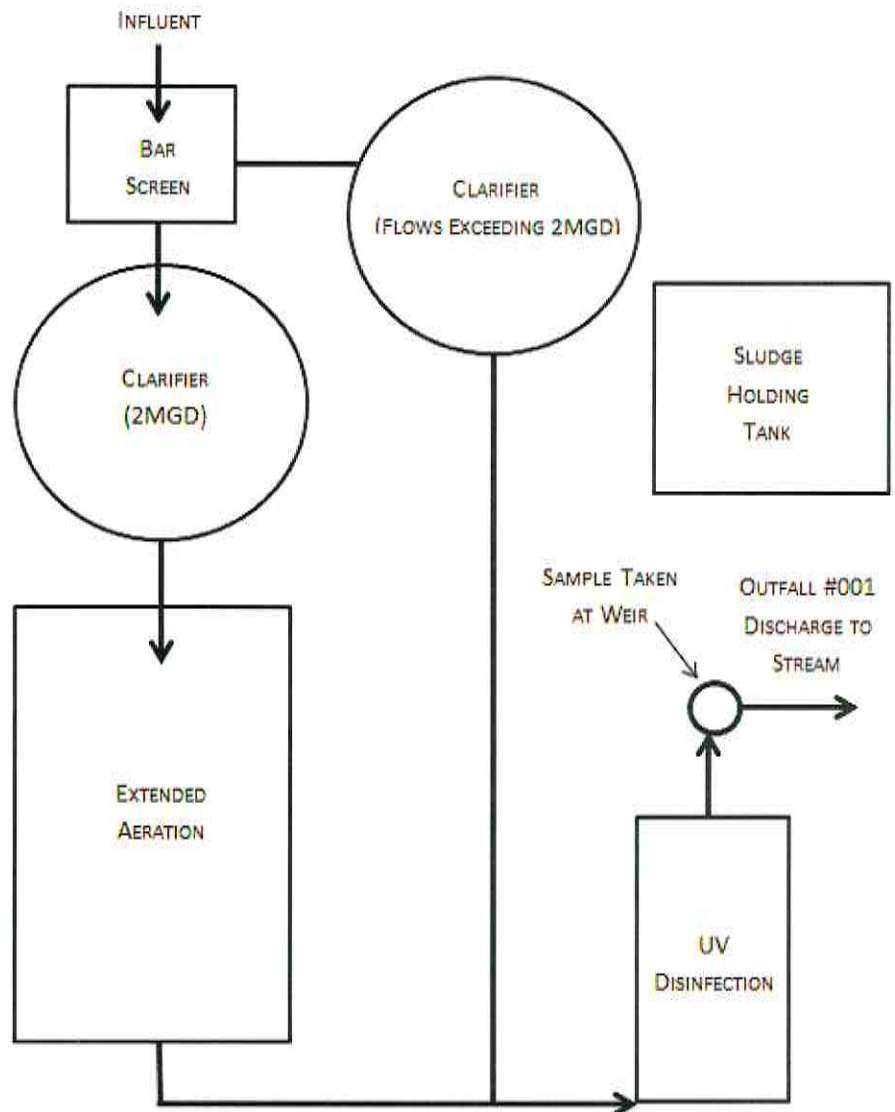 INFLUENT
BAR
SCREEN
CLARIFIER
(FLOWS EXCEEDING 2MGD)
CLARIFIER
(2MGD)
SLUDGE
HOLDING
TANK
SAMPLE TAKEN
AT WEIR
OUTFALL #001
DISCHARGE TO
STREAM
EXTENDED
AERATION
UV
DISINFECTION